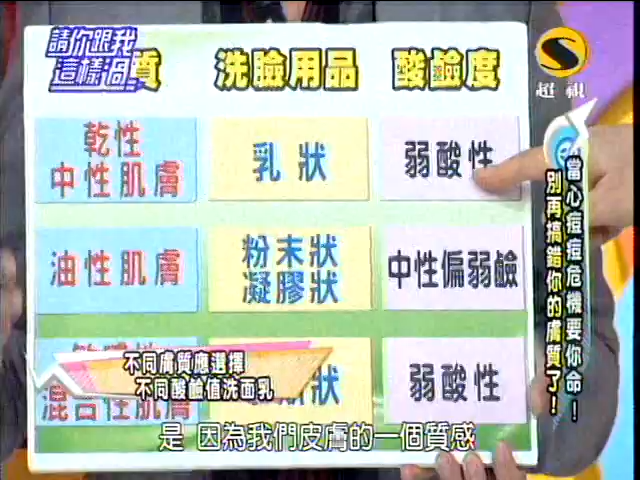 請你跟我
這樣過
質
洗臉用品
酸鹼度
超視
乾性
中性肌膚
乳狀
弱酸性
油性肌膚
粉末狀
凝膠狀
中性偏弱鹼
混合性肌膚
狀
弱酸性
當心痘痘危機要你命!
別再搞錯你的膚質了!
不同膚質應選擇
不同酸鹼值洗面乳
是 因為我們皮膚的一個質感